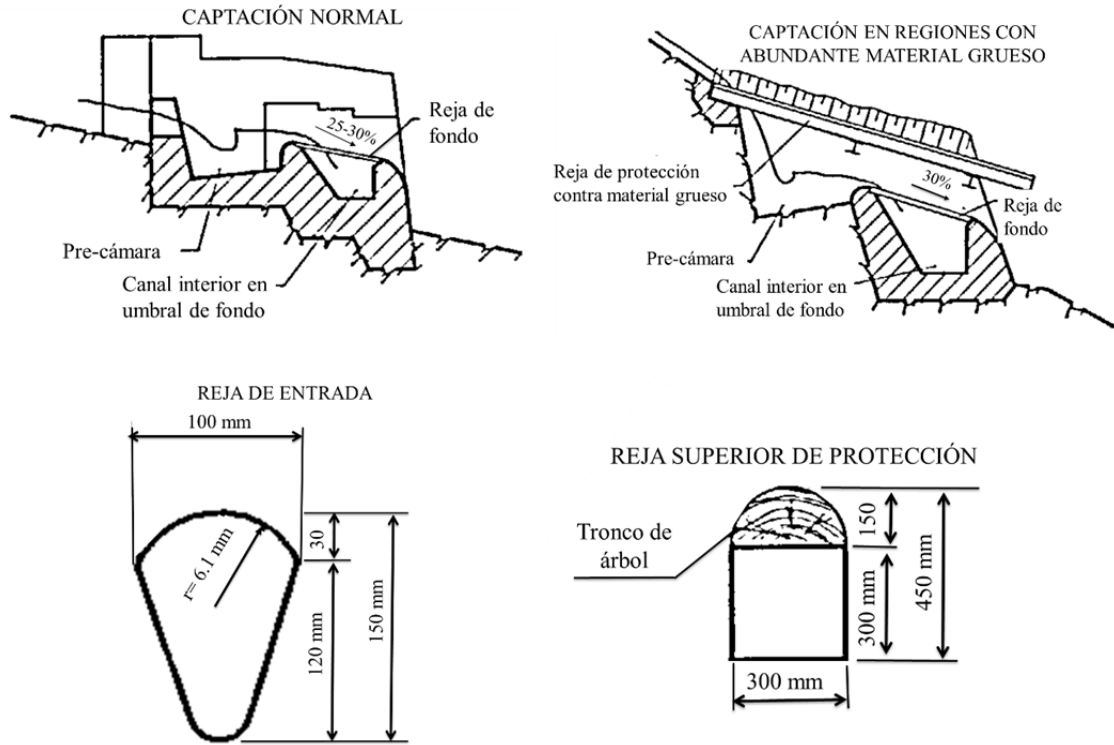 CAPTACIÓN NORMAL
25-30%
Reja de
fondo
Pre-cámara
Canal interior en
umbral de fondo
CAPTACIÓN EN REGIONES CON
ABUNDANTE MATERIAL GRUESO
Reja de protección
contra material grueso
30%
Reja de
fondo
Pre-cámara
Canal interior en
umbral de fondo
REJA DE ENTRADA
100 mm
r= 6.1 mm
30
120 mm
150 mm
REJA SUPERIOR DE PROTECCIÓN
Tronco de
árbol
150
300 mm
450 mm
300 mm